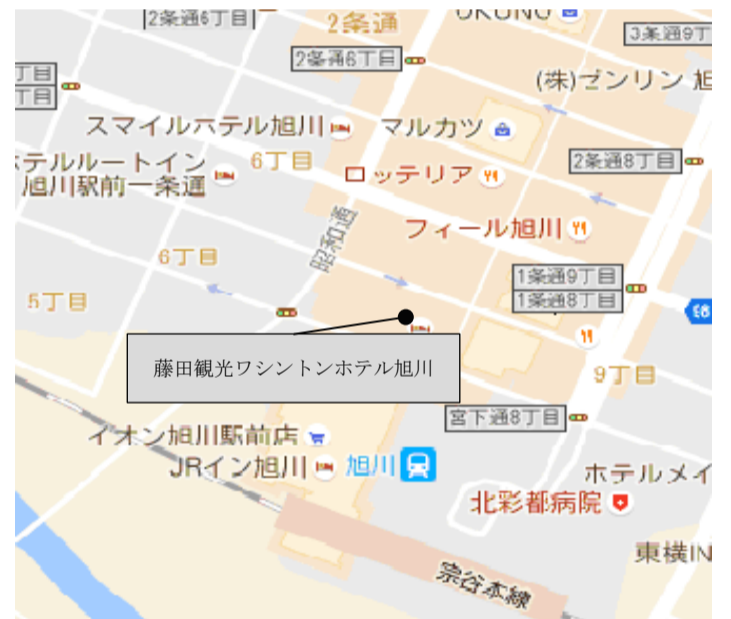 2条通6丁目
2条通
OKUNO
3条通9丁
2条通6丁目
丁目
丁目
(株)ゼンリン 旭
スマイルホテル旭川
マルカツ
ホテルルートイン
旭川駅前一条通
6丁目
ロッテリア
2条通8丁目
昭和通
フィール旭川
6丁目
1条通9丁目
1条通8丁目
5丁目
藤田観光ワシントンホテル旭川
9丁目
宮下通8丁目
イオン旭川駅前店
JRイン旭川
旭川
ホテルメイ
北彩都病院
東横IN
宗谷本線